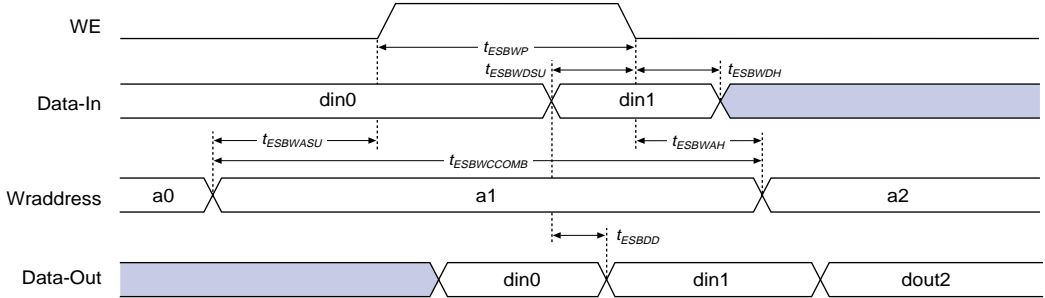 WE
tESBWP
tESBWDSU
tESBWDH
Data-In
din0
din1
tESBWASU
tESBWAH
tESBWCCOMB
Wraddress
a0
a1
a2
tESBDD
Data-Out
din0
din1
dout2